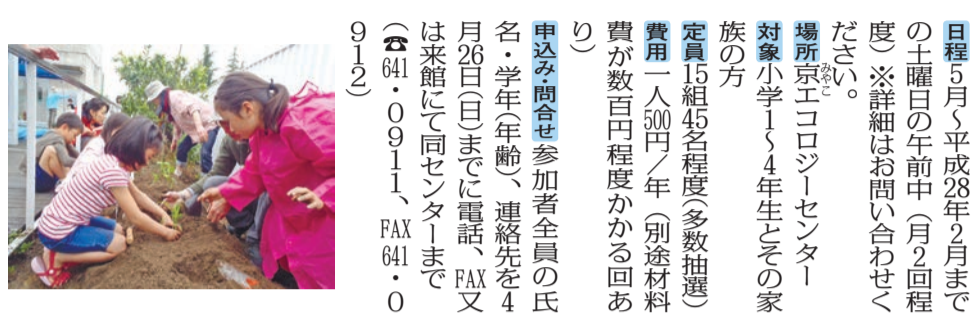 日程５月～平成28年２月まで
の土曜日の午前中（月２回程
度）※詳細はお問い合わせく
ださい。
場所京エコロジーセンター
みやこ
対象小学１～４年生とその家
族の方
定員15組45名程度（多数抽選）
費用一人500円／年（別途材料
費が数百円程度かかる回あ
り）
申込み・問合せ参加者全員の氏
名・学年（年齢）、連絡先を４
月26日（日）までに電話、FAX又
は来館にて同センターまで
（☎641・０９１１、FAX641・０
９１２）